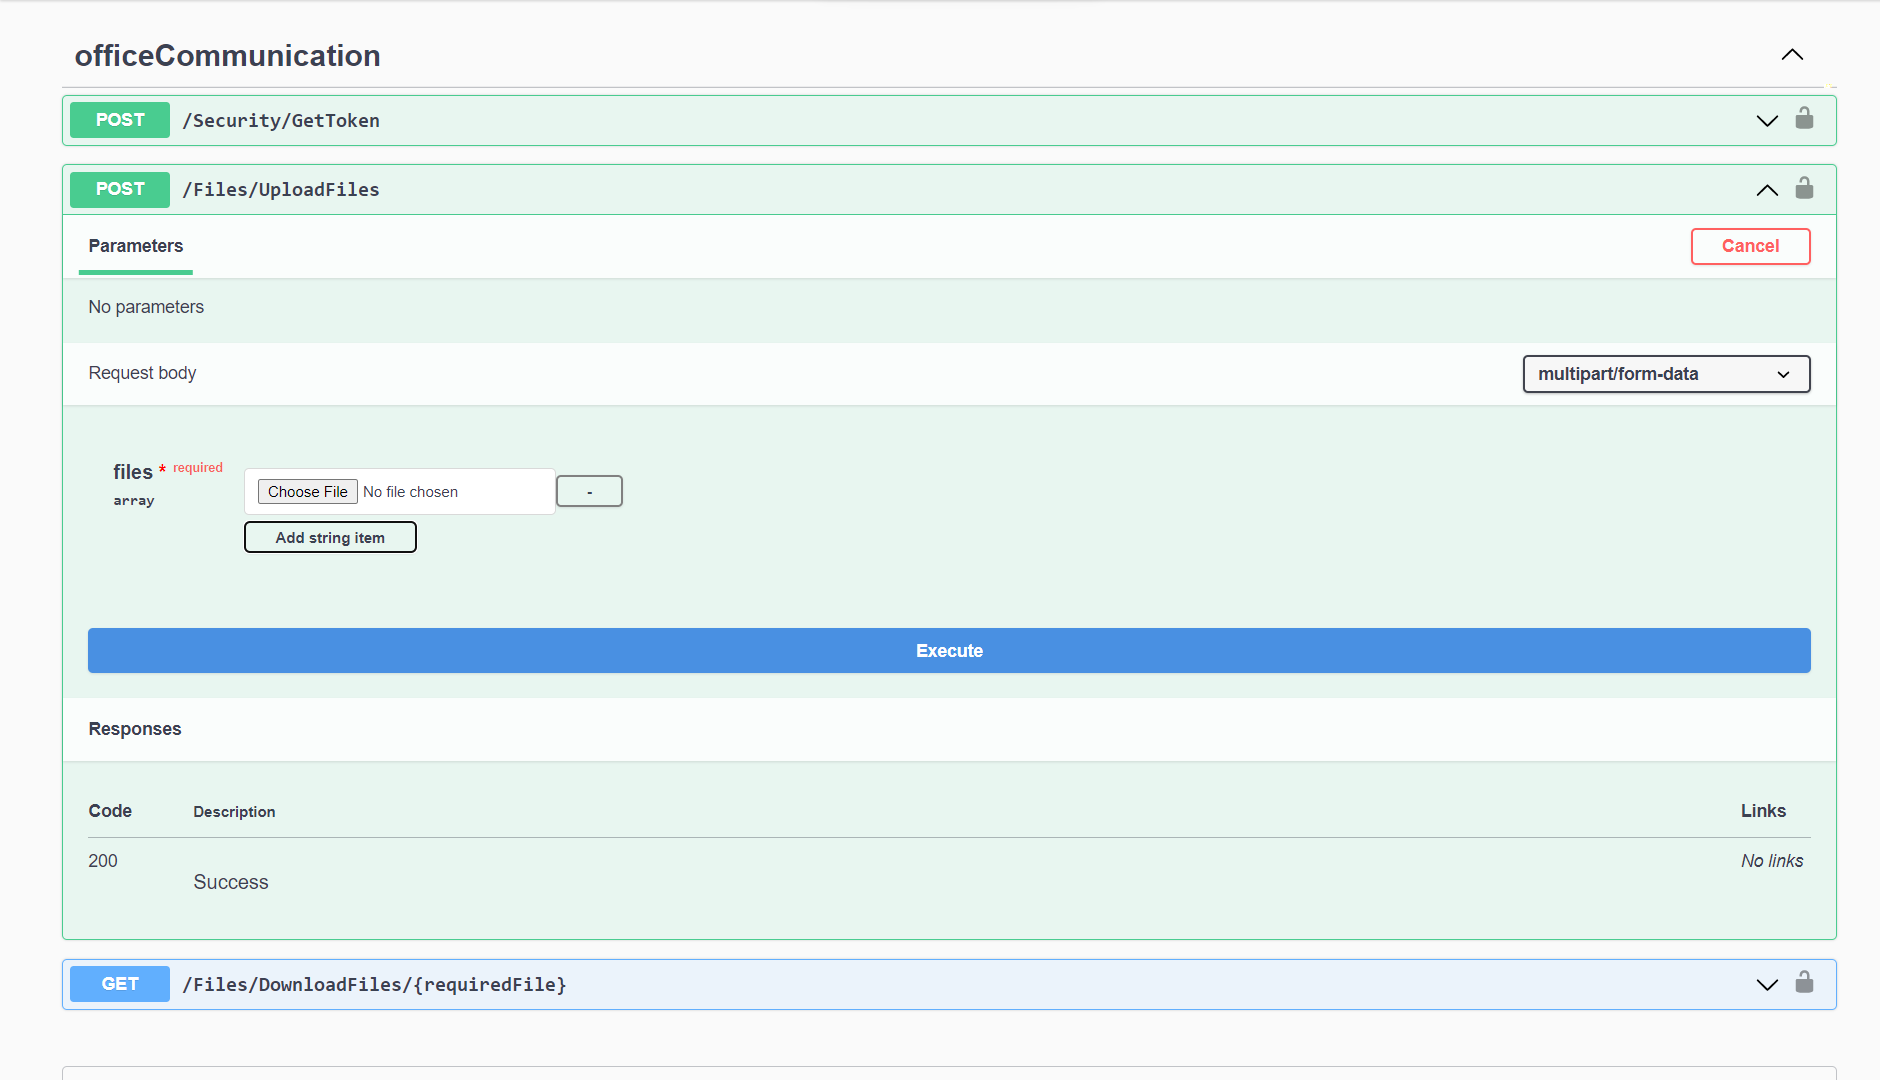 officeCommunication
POST /Security/GetToken
POST /Files/UploadFiles
Parameters Cancel
No parameters
Request body multipart/form-data
files * required
array
Choose File No file chosen -
Add string item
Execute
Responses
Code Description Links
200 No links
Success
GET /Files/DownloadFiles/{requiredFile}